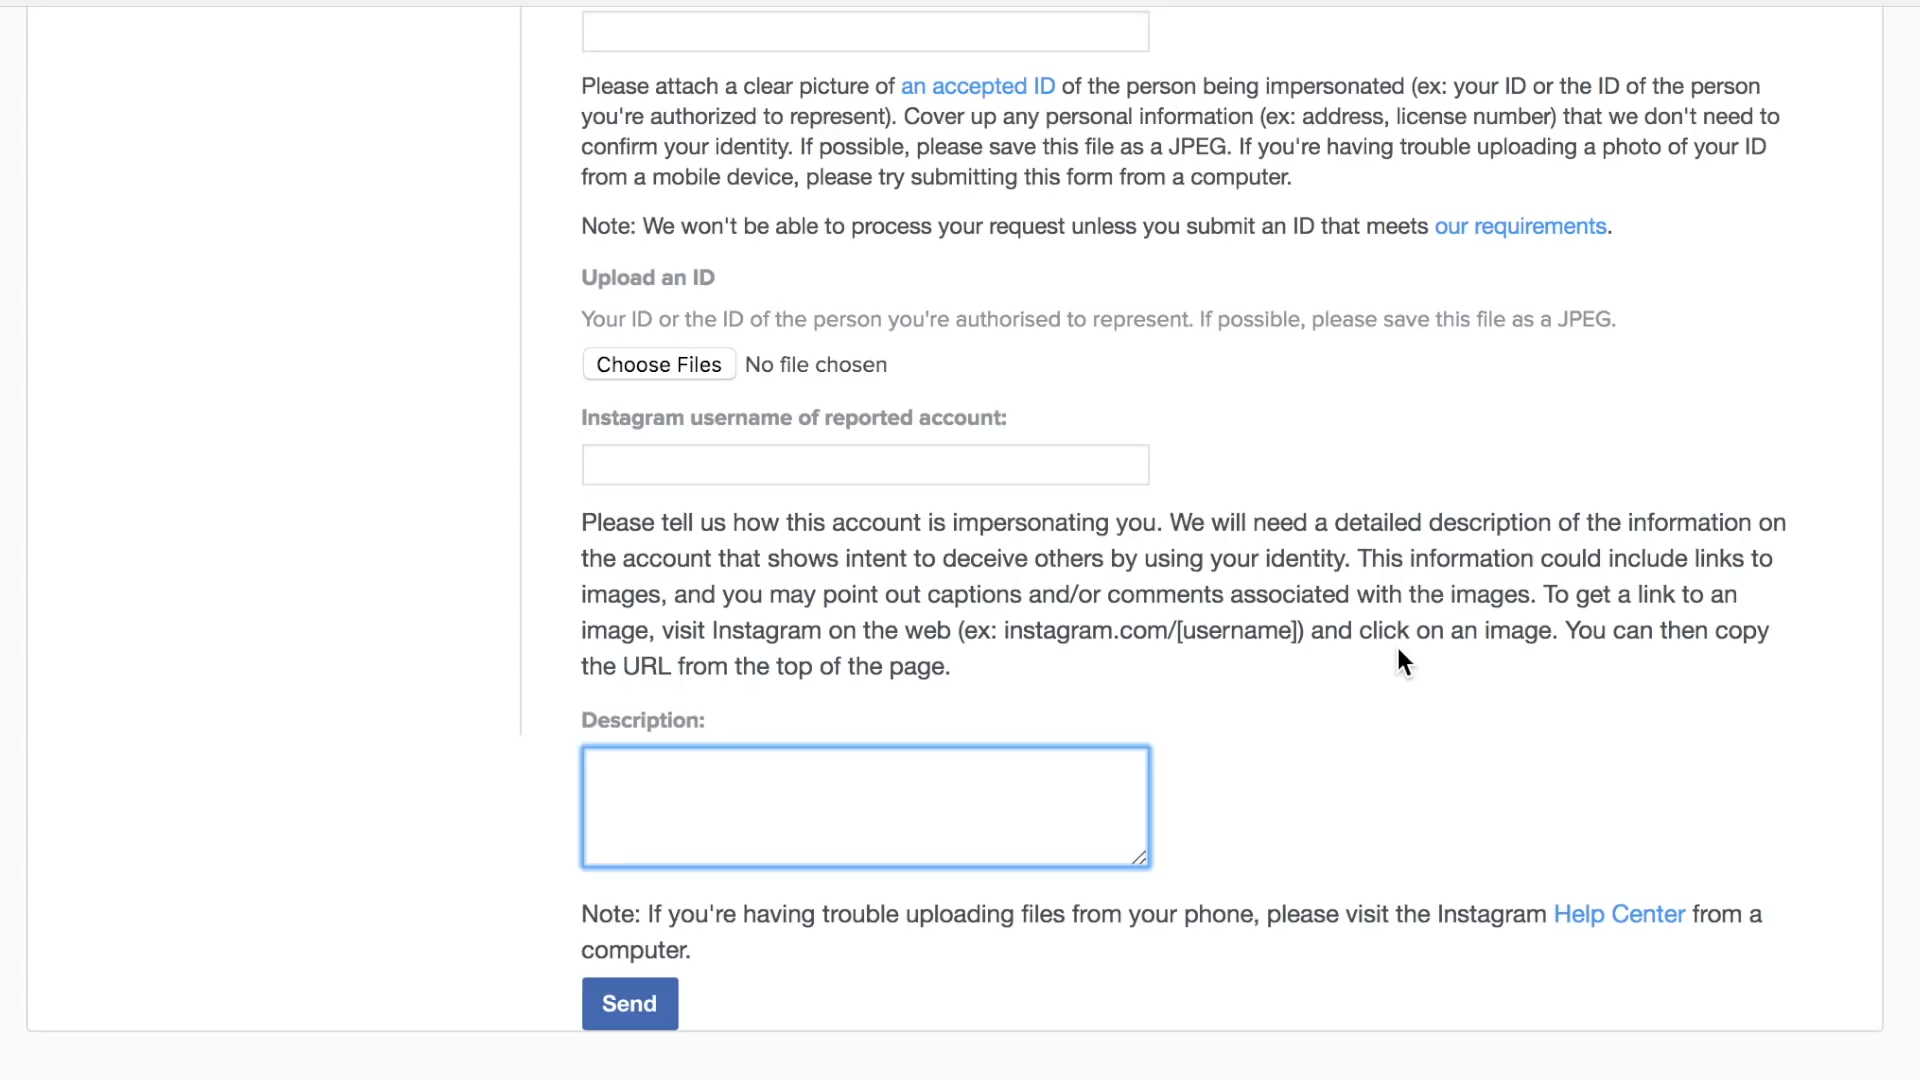 Please attach a clear picture of an accepted ID of the person being impersonated (ex: your ID or the ID of the person
you're authorized to represent). Cover up any personal information (ex: address, license number) that we don't need to
confirm your identity. If possible, please save this file as a JPEG. If you're having trouble uploading a photo of your ID
from a mobile device, please try submitting this form from a computer.
Note: We won't be able to process your request unless you submit an ID that meets our requirements.
Upload an ID
Your ID or the ID of the person you're authorised to represent. If possible, please save this file as a JPEG.
Choose Files No file chosen
Instagram username of reported account:
Please tell us how this account is impersonating you. We will need a detailed description of the information on
the account that shows intent to deceive others by using your identity. This information could include links to
images, and you may point out captions and/or comments associated with the images. To get a link to an
image, visit Instagram on the web (ex: instagram.com/[username]) and click on an image. You can then copy
the URL from the top of the page.
Description:
Note: If you're having trouble uploading files from your phone, please visit the Instagram Help Center from a
computer.
Send